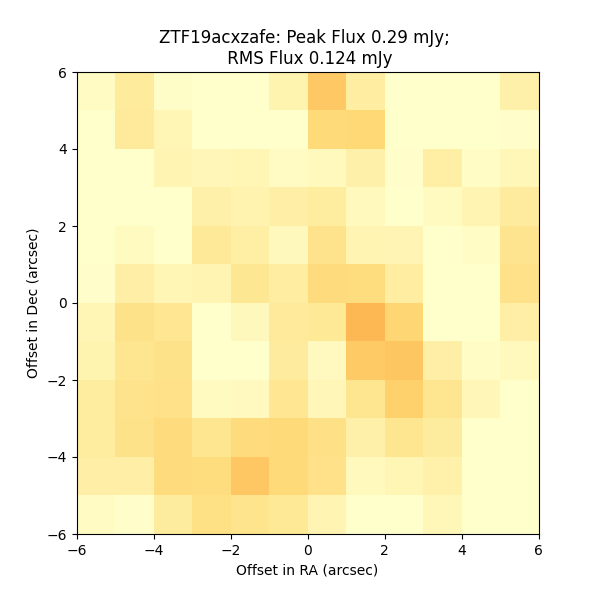 ZTF19acxzafe: Peak Flux 0.29 mJy;
RMS Flux 0.124 mJy
6
4
2
0
−2
−4
−6
Offset in Dec (arcsec)
−6 −4 −2 0 2 4 6
Offset in RA (arcsec)